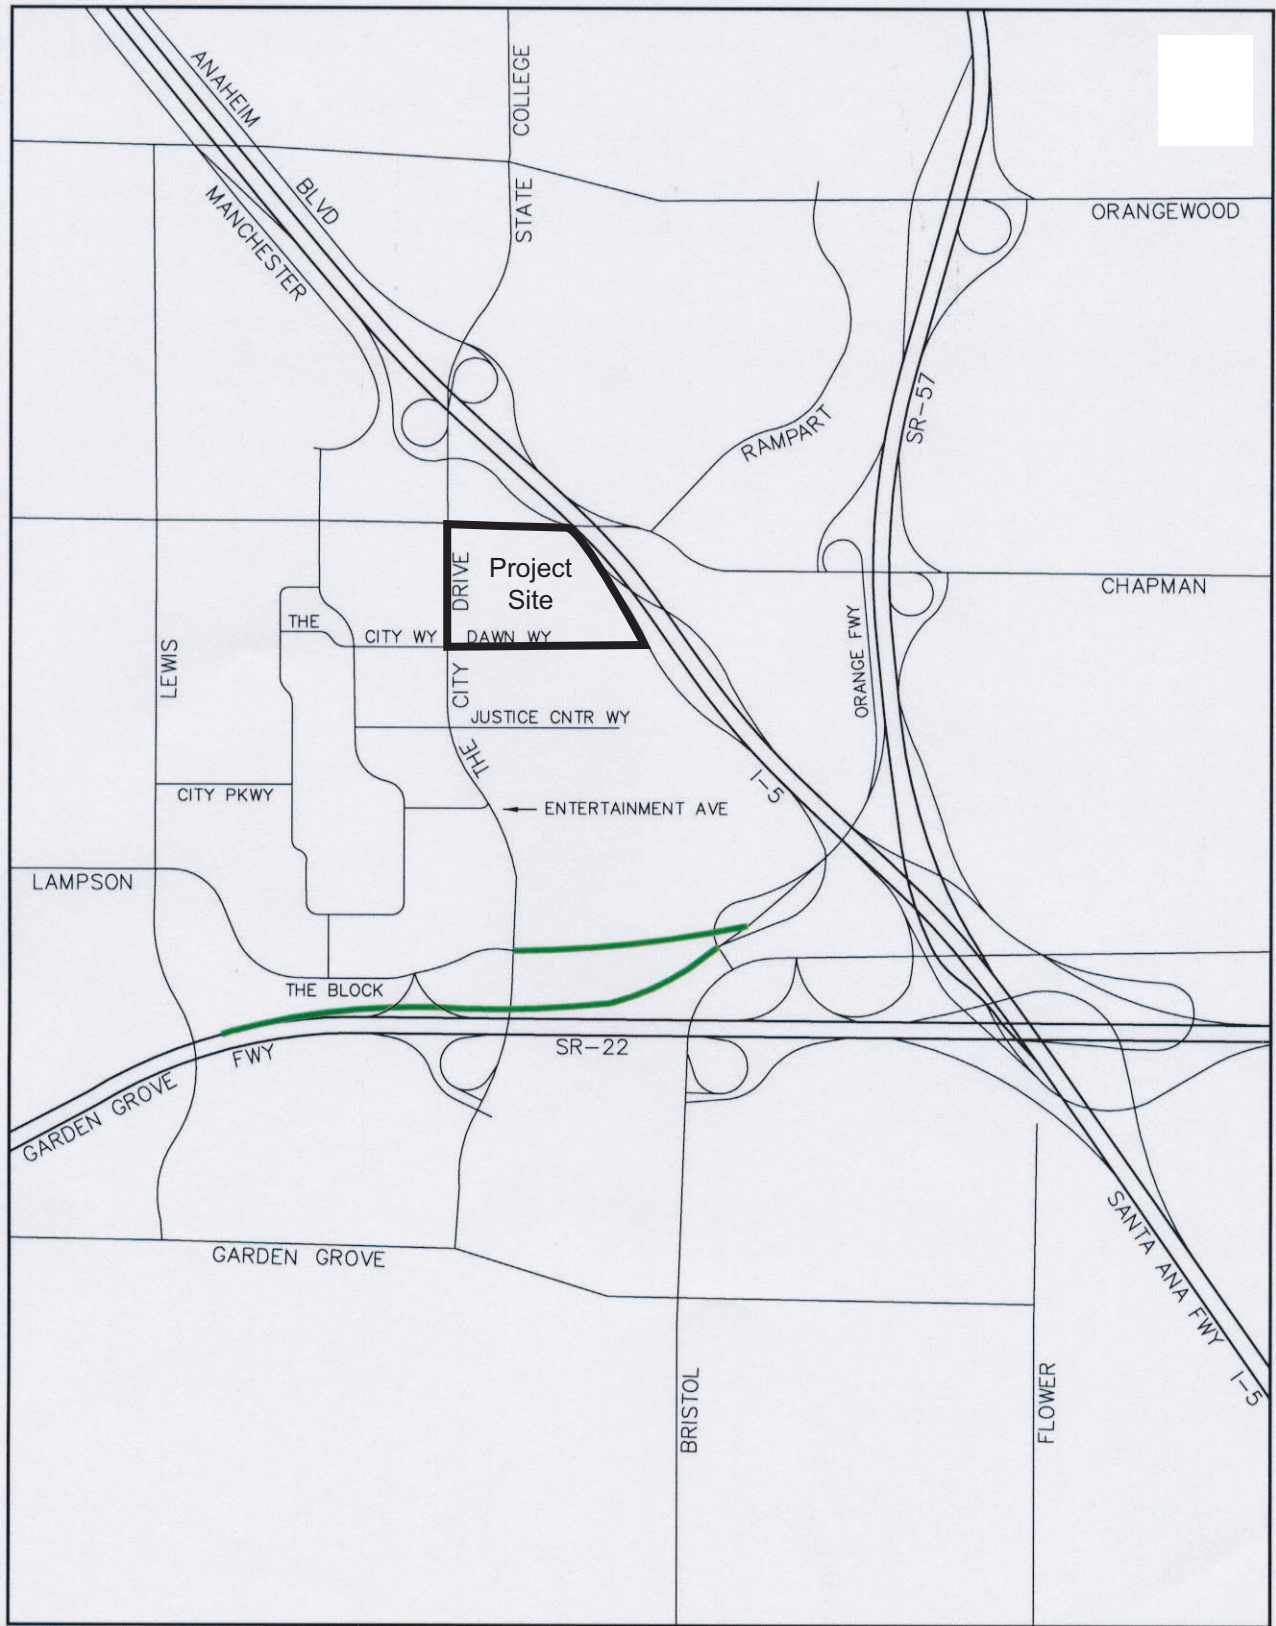 COLLEGE
STATE
ANAHEIM
BLVD
MANCHESTER
ORANGEWOOD
SR-57
RAMPART
Project
Site
DRIVE
CHAPMAN
THE
CITY WY
DAWN WY
ORANGE FWY
LEWIS
CITY
JUSTICE CNTR WY
THE
I-5
CITY PKWY
ENTERTAINMENT AVE
LAMPSON
THE BLOCK
SR-22
FWY
GARDEN GROVE
GARDEN GROVE
SANTA ANA FWY
I-5
BRISTOL
FLOWER